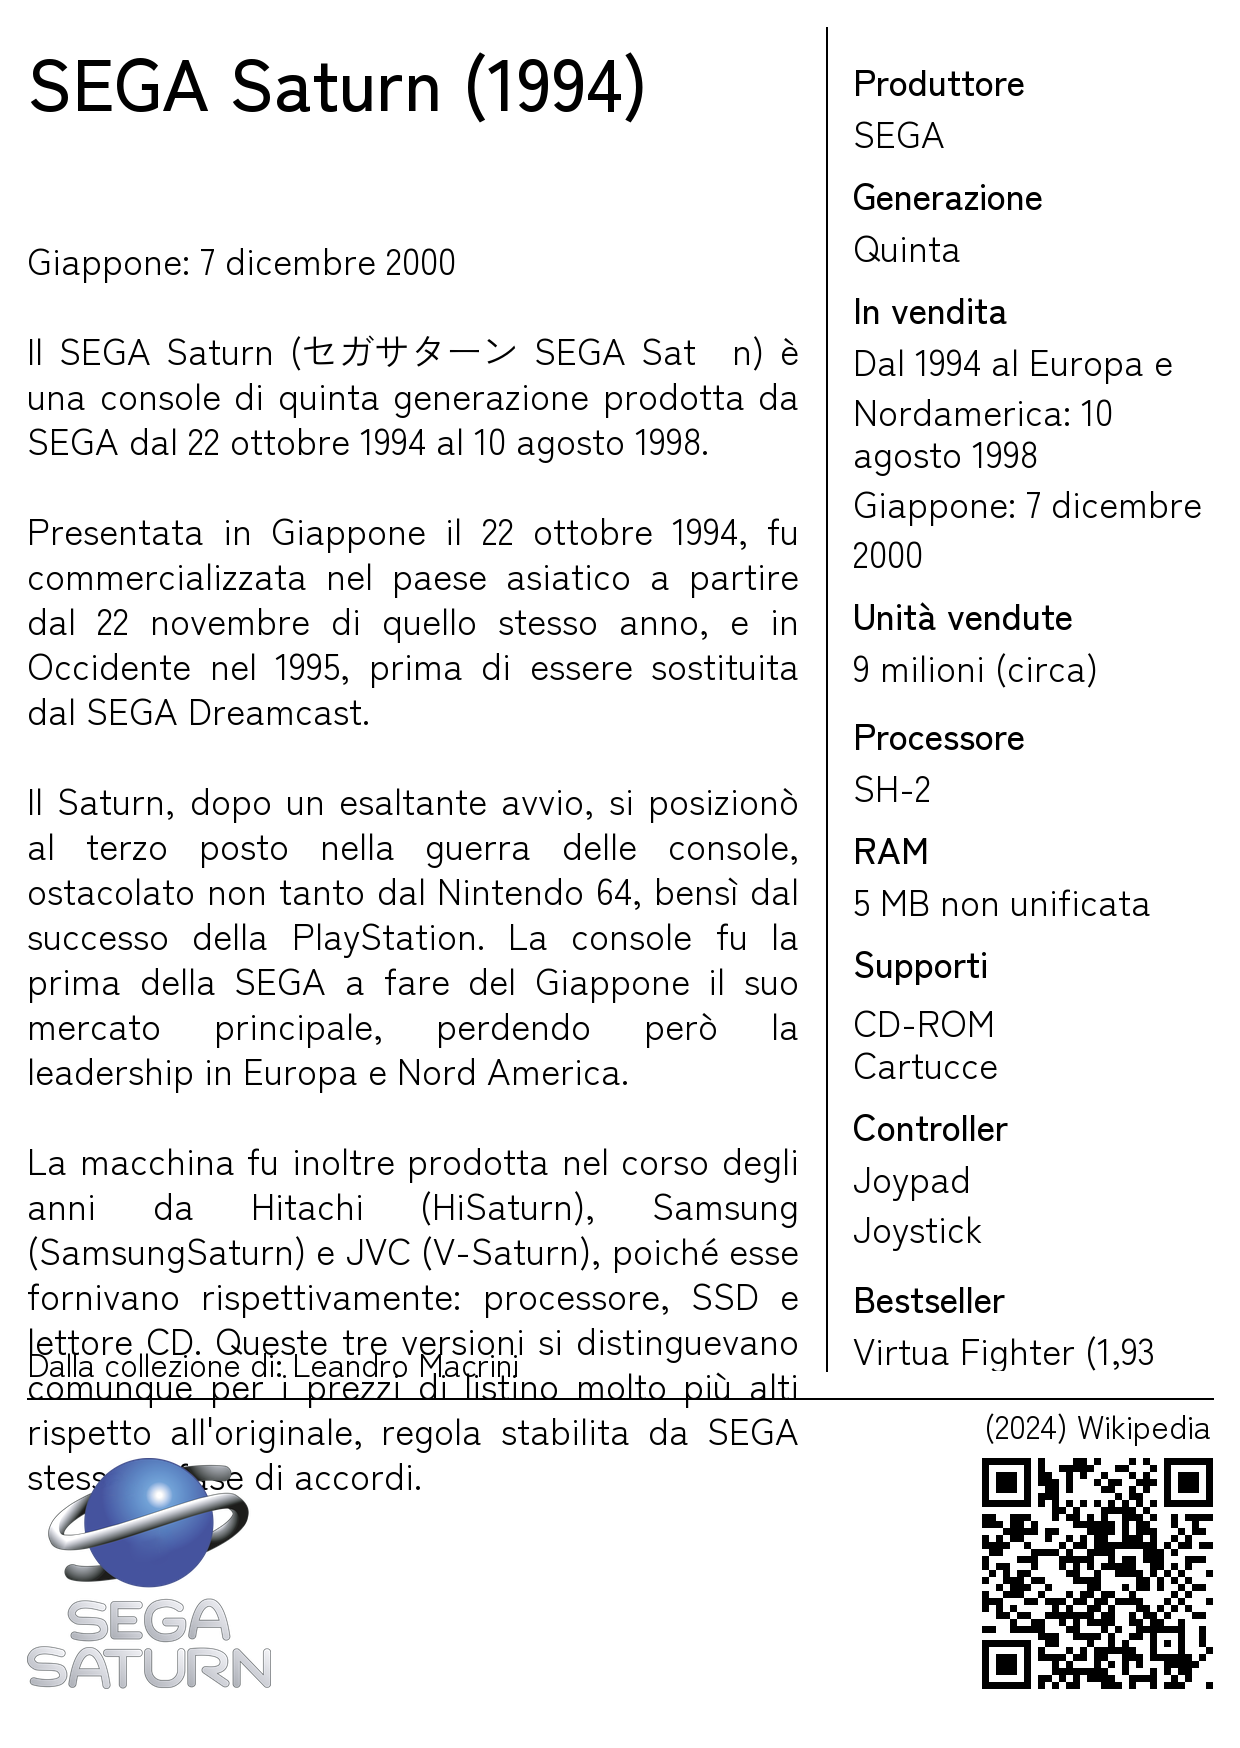 SEGA Saturn (1994)
Giappone: 7 dicembre 2000
Il SEGA Saturn (セガサターン SEGA Sat n) è
una console di quinta generazione prodotta da
SEGA dal 22 ottobre 1994 al 10 agosto 1998.
Presentata in Giappone il 22 ottobre 1994, fu
commercializzata nel paese asiatico a partire
dal 22 novembre di quello stesso anno, e in
Occidente nel 1995, prima di essere sostituita
dal SEGA Dreamcast.
Il Saturn, dopo un esaltante avvio, si posizionò
al terzo posto nella guerra delle console,
ostacolato non tanto dal Nintendo 64, bensì dal
successo della PlayStation. La console fu la
prima della SEGA a fare del Giappone il suo
mercato principale, perdendo però la
leadership in Europa e Nord America.
La macchina fu inoltre prodotta nel corso degli
anni da Hitachi (HiSaturn), Samsung
(SamsungSaturn) e JVC (V-Saturn), poiché esse
fornivano rispettivamente: processore, SSD e
lettore CD. Queste tre versioni si distinguevano
Dalla collezione di: Leandro Macrini
comunque per i prezzi di listino molto più alti
rispetto all'originale, regola stabilita da SEGA
di accordi.
Produttore
SEGA
Generazione
Quinta
In vendita
Dal 1994 al Europa e
Nordamerica: 10
agosto 1998
Giappone: 7 dicembre
2000
Unità vendute
9 milioni (circa)
Processore
SH-2
RAM
5 MB non unificata
Supporti
CD-ROM
Cartucce
Controller
Joypad
Joystick
Bestseller
Virtua Fighter (1,93
(2024) Wikipedia
SEGA
SATURN